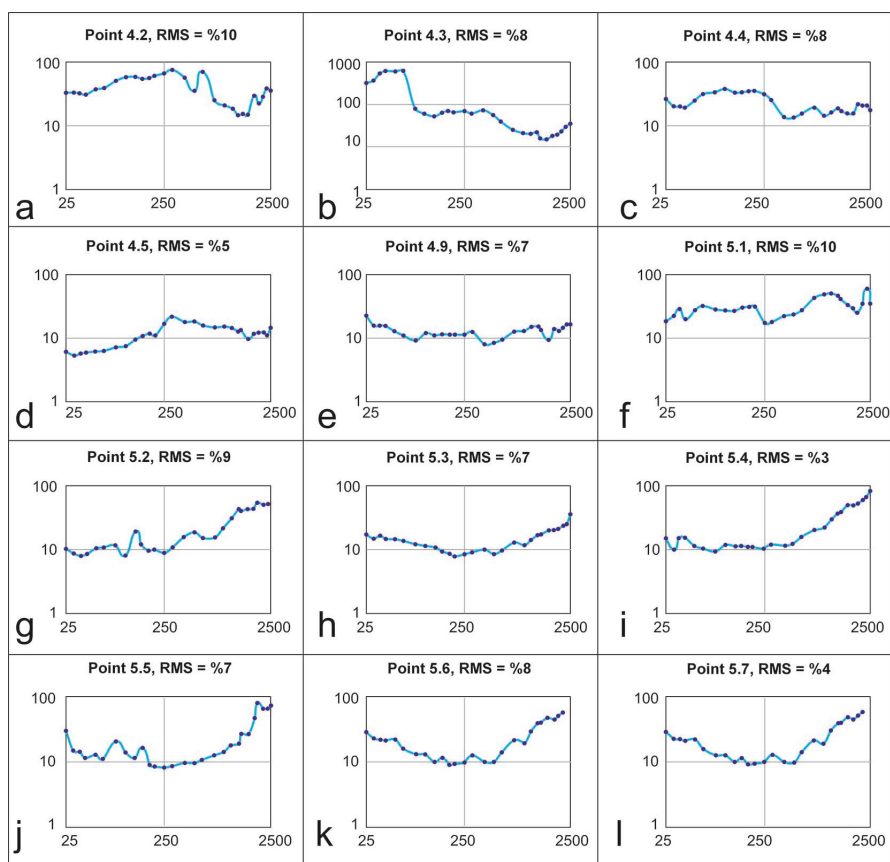 Point 4.2, RMS = %10
100
10
1
25 250 2500
a
Point 4.3, RMS = %8
1000
100
10
1
25 250 2500
b
Point 4.4, RMS = %8
100
10
1
25 250 2500
c
Point 4.5, RMS = %5
100
10
1
25 250 2500
d
Point 4.9, RMS = %7
100
10
1
25 250 2500
e
Point 5.1, RMS = %10
100
10
1
25 250 2500
f
Point 5.2, RMS = %9
100
10
1
25 250 2500
g
Point 5.3, RMS = %7
100
10
1
25 250 2500
h
Point 5.4, RMS = %3
100
10
1
25 250 2500
i
Point 5.5, RMS = %7
100
10
1
25 250 2500
j
Point 5.6, RMS = %8
100
10
1
25 250 2500
k
Point 5.7, RMS = %4
100
10
1
25 250 2500
l